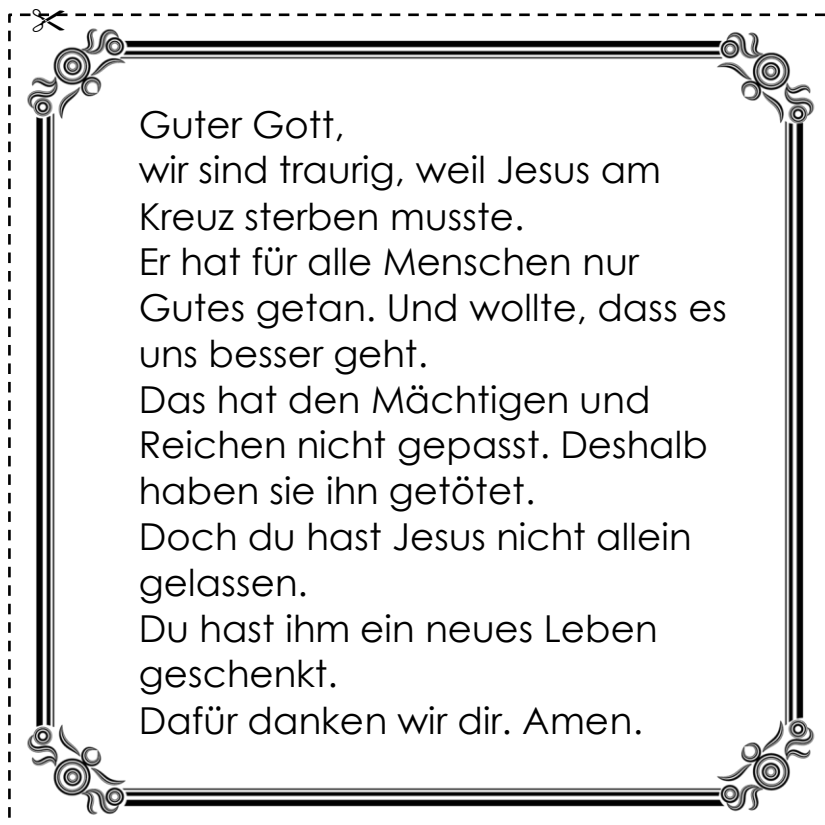 Guter Gott,
wir sind traurig, weil Jesus am
Kreuz sterben musste.
Er hat für alle Menschen nur
Gutes getan. Und wollte, dass es
uns besser geht.
Das hat den Mächtigen und
Reichen nicht gepasst. Deshalb
haben sie ihn getötet.
Doch du hast Jesus nicht allein
gelassen.
Du hast ihm ein neues Leben
geschenkt.
Dafür danken wir dir. Amen.